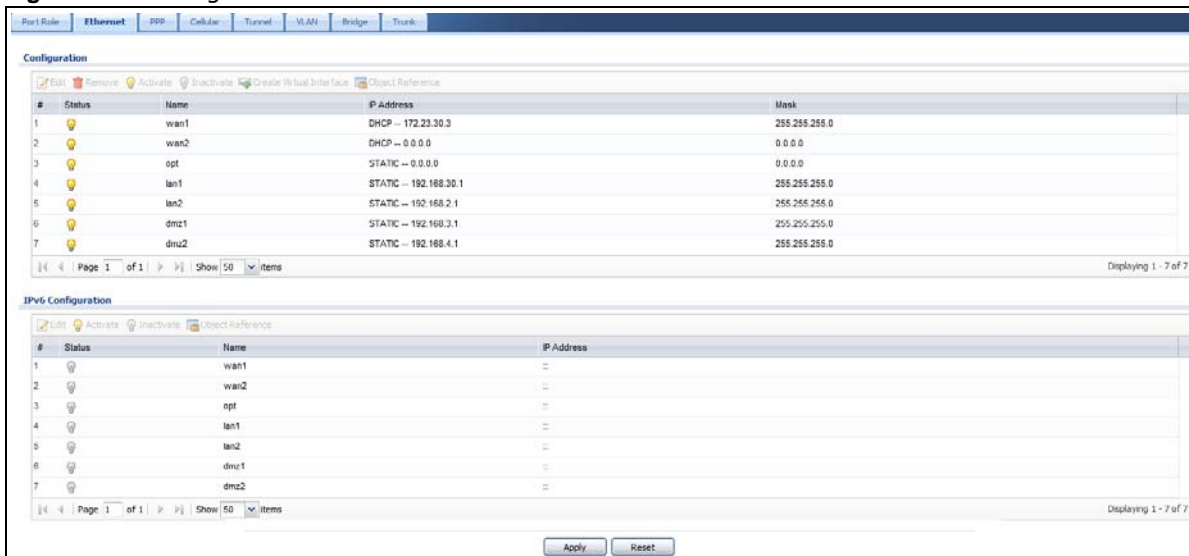 Port Role Ethernet PPP Cellular Tunnel VLAN Bridge Trunk
Configuration
Edit Remove Activate Inactivate Create Virtual Interface Object Reference
# Status Name IP Address Mask
1 wan1 DHCP -- 172.23.30.3 255.255.255.0
2 wan2 DHCP -- 0.0.0.0 0.0.0.0
3 opt STATIC -- 0.0.0.0 0.0.0.0
4 lan1 STATIC -- 192.168.30.1 255.255.255.0
5 lan2 STATIC -- 192.168.2.1 255.255.255.0
6 dmz1 STATIC -- 192.168.3.1 255.255.255.0
7 dmz2 STATIC -- 192.168.4.1 255.255.255.0
Page 1 of 1 Show 50 items Displaying 1 - 7 of 7
IPv6 Configuration
Edit Activate Inactivate Object Reference
# Status Name IP Address
1 wan1 ::
2 wan2 ::
3 opt ::
4 lan1 ::
5 lan2 ::
6 dmz1 ::
7 dmz2 ::
Page 1 of 1 Show 50 items Displaying 1 - 7 of 7
Apply Reset